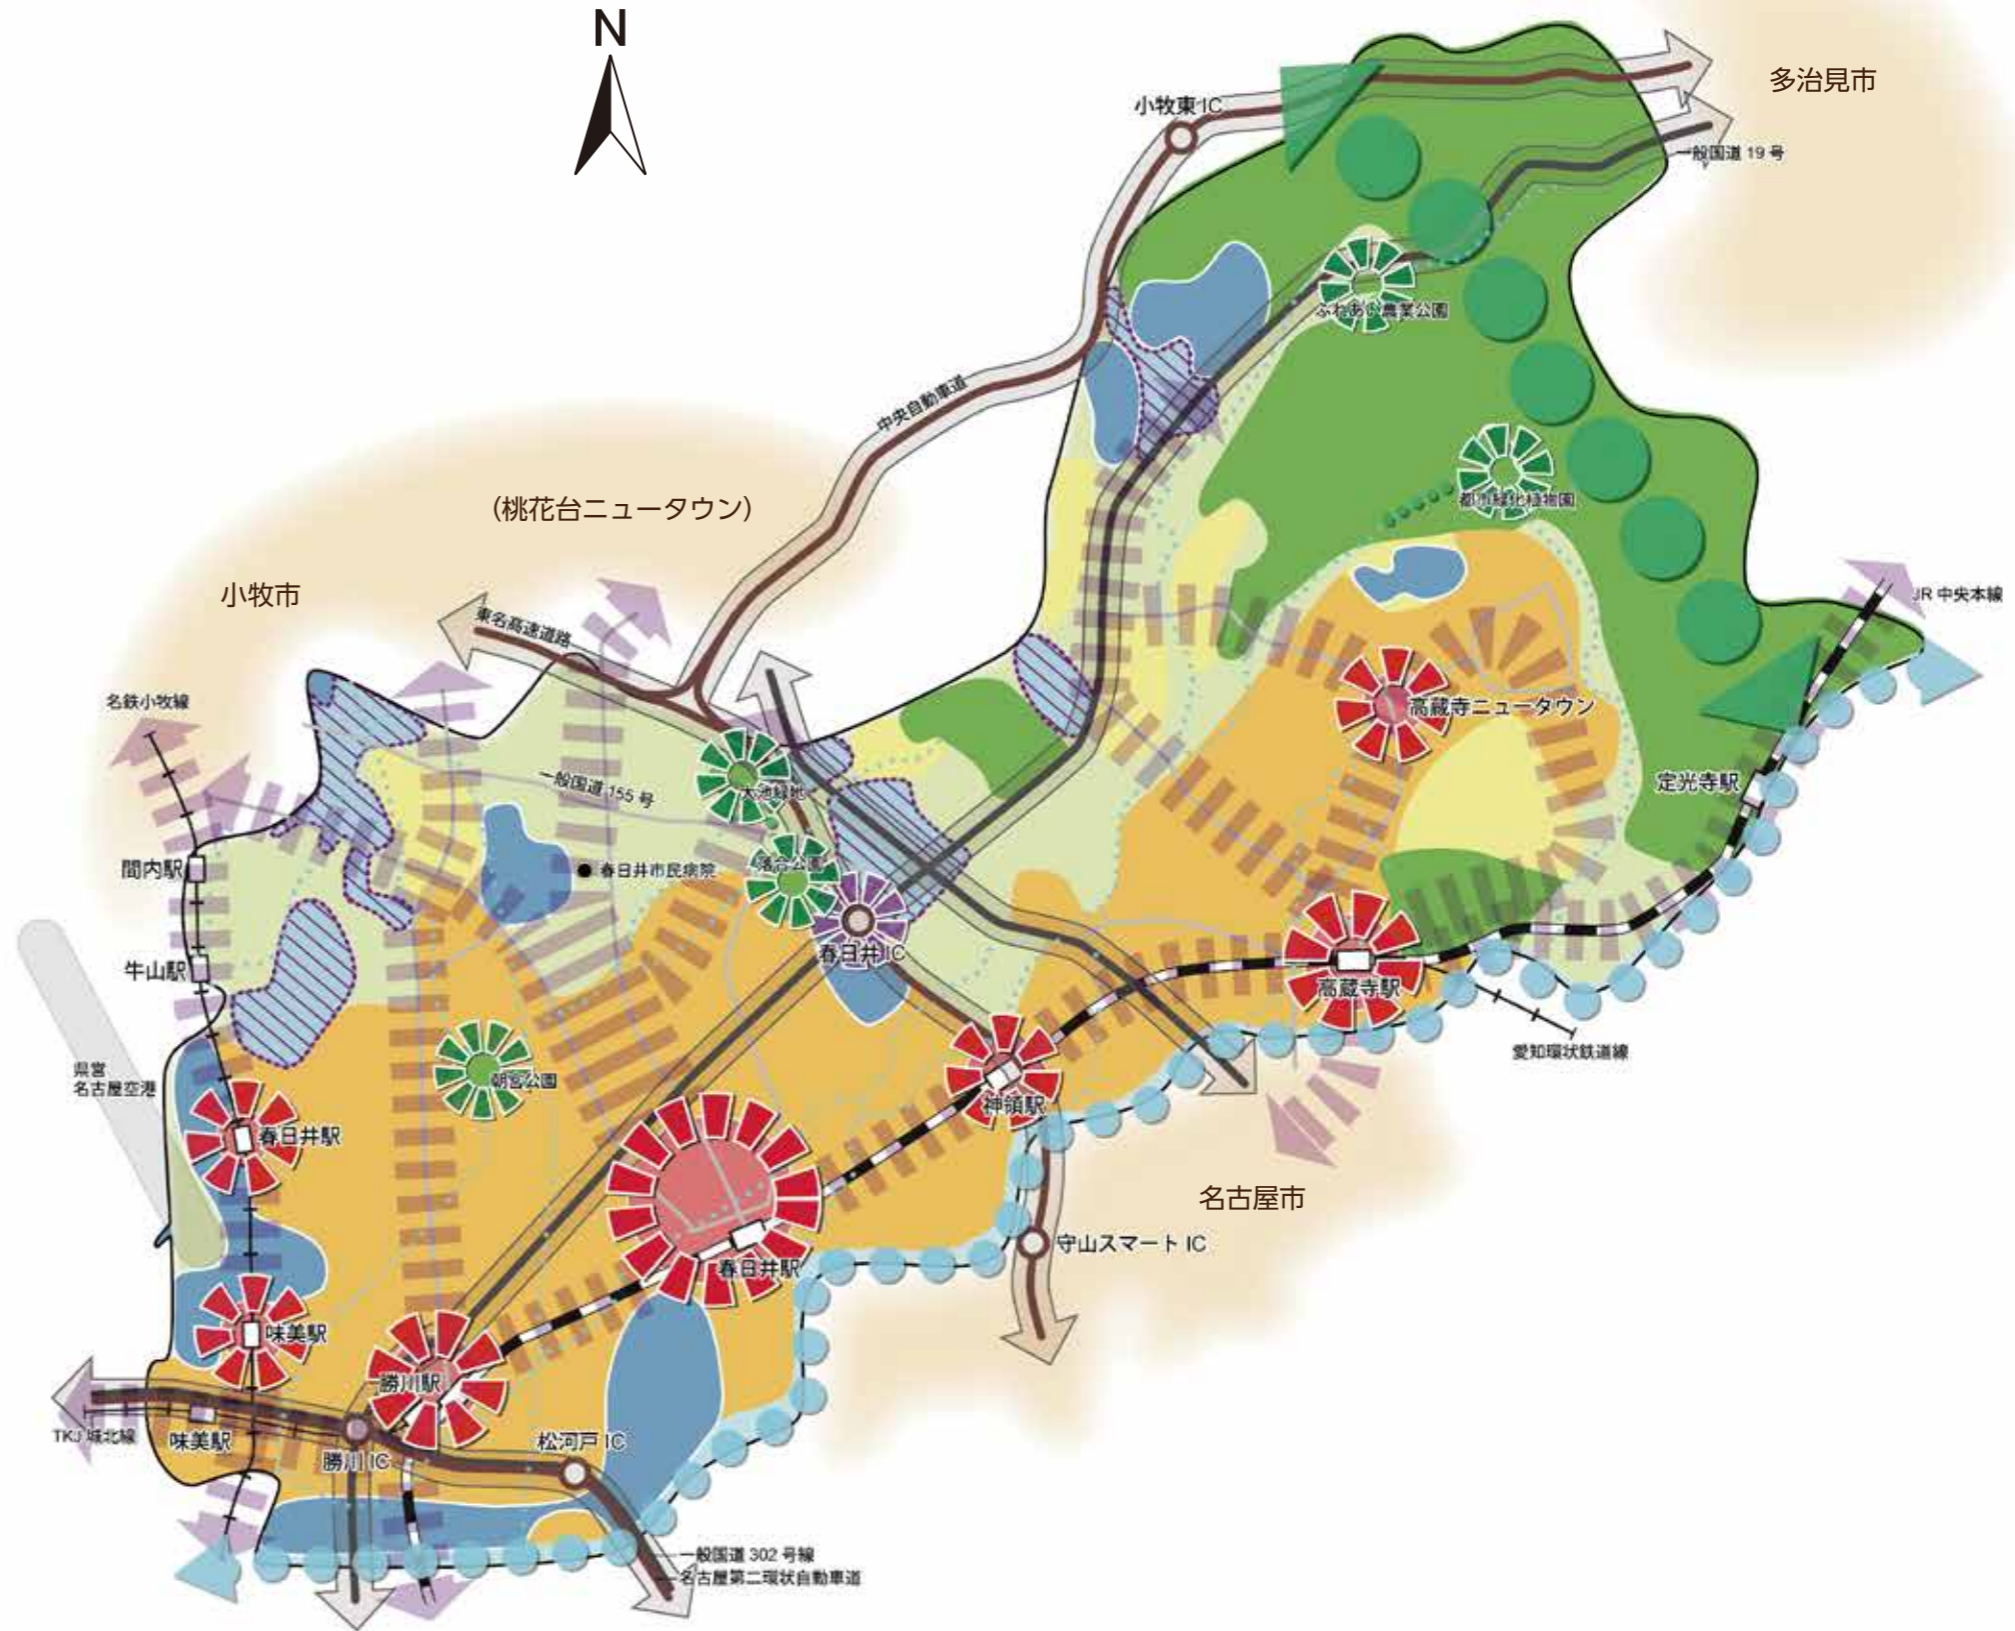 N
多治見市
小牧東 IC
一般国道 19 号
ふれあい農業公園
中央自動車道
都市緑化植物園
(桃花台ニュータウン)
小牧市
JR 中央本線
東名高速道路
名鉄小牧線
高蔵寺ニュータウン
一般国道 155 号
大池緑地
定光寺駅
間内駅
春日井市民病院
落合公園
春日井 IC
牛山駅
高蔵寺駅
愛知環状鉄道線
県営
名古屋空港
朝宮公園
神領駅
春日井駅
名古屋市
守山スマート IC
春日井駅
味美駅
勝川駅
TKJ 城北線
味美駅
松河戸 IC
勝川 IC
一般国道 302 号線
名古屋第二環状自動車道